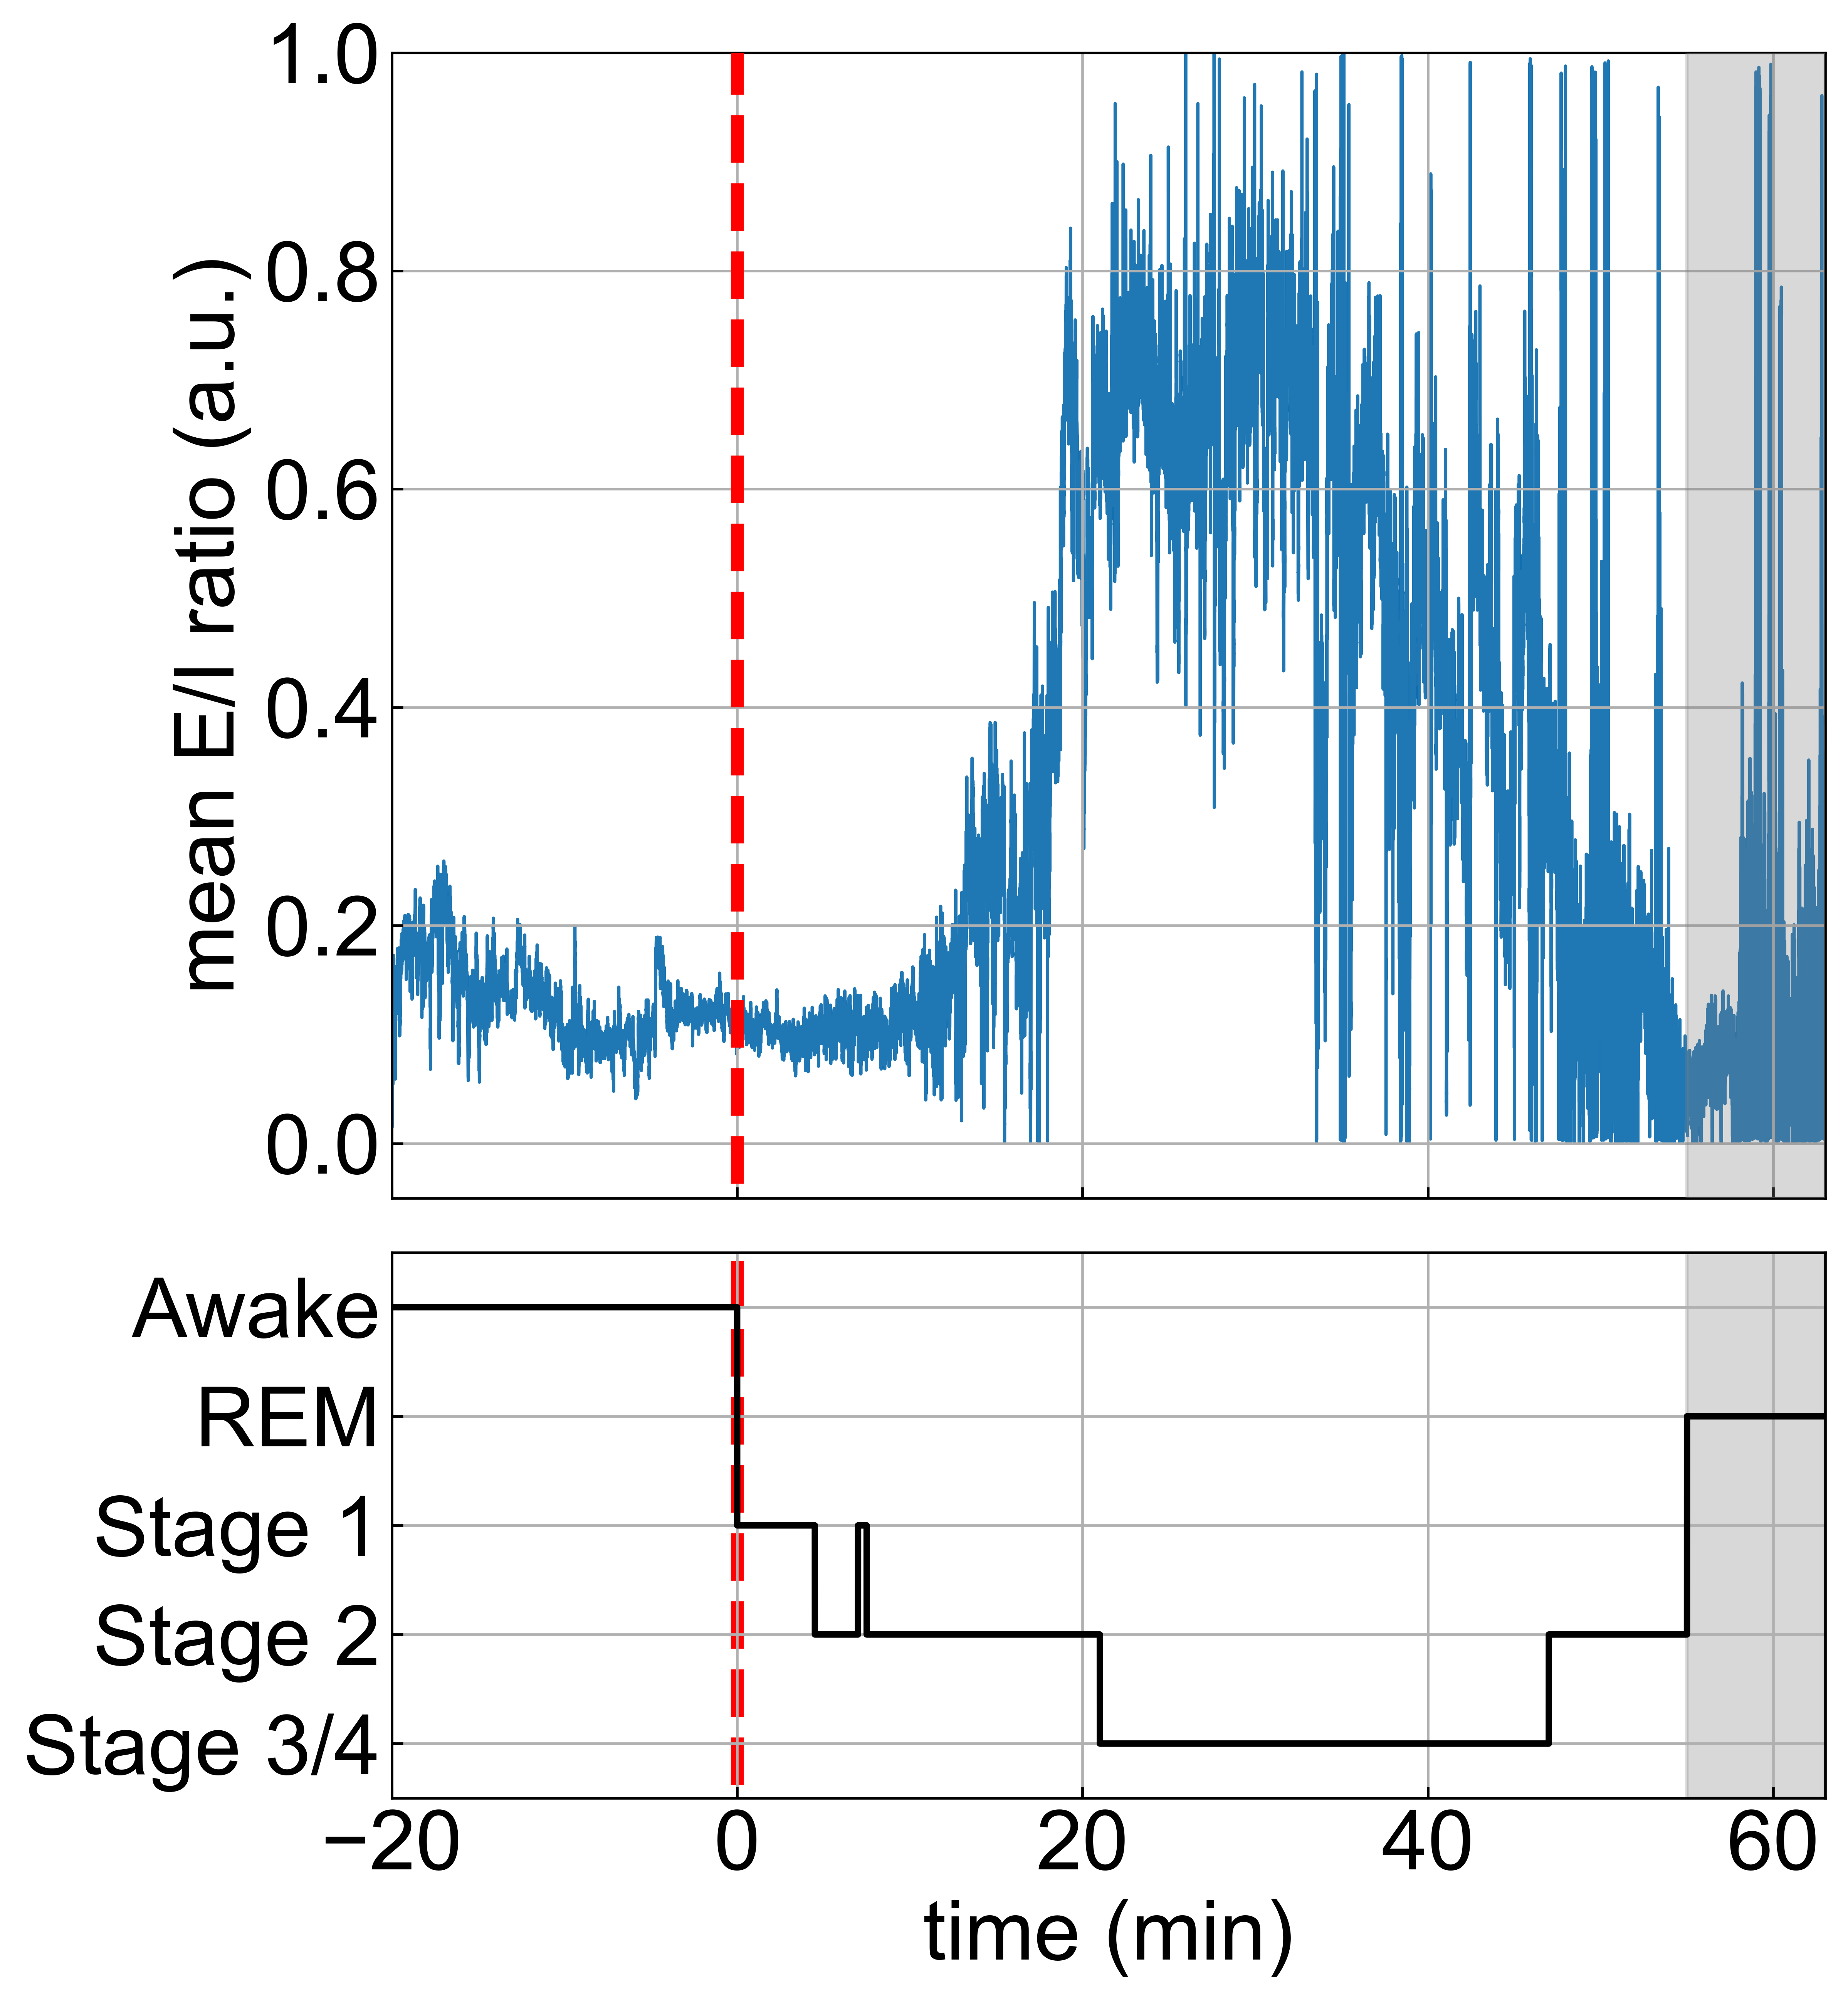 1.0
0.8
0.6
0.4
0.2
0.0
mean E/I ratio (a.u.)
Awake
REM
Stage 1
Stage 2
Stage 3/4
−20 0 20 40 60
time (min)